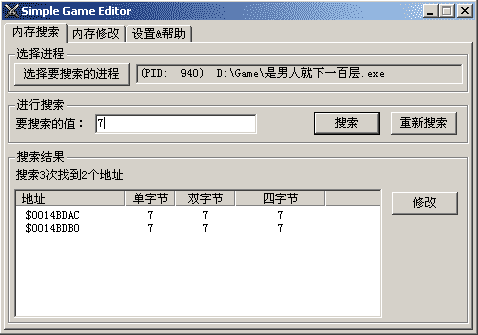 Simple Game Editor
内存搜索 内存修改 设置&帮助
选择进程
选择要搜索的进程 (PID: 940) D:\Game\是男人就下一百层.exe
进行搜索
要搜索的值： 7 搜索 重新搜索
搜索结果
搜索3次找到2个地址
地址 单字节 双字节 四字节
$0014BDAC 7 7 7
$0014BDB0 7 7 7
修改